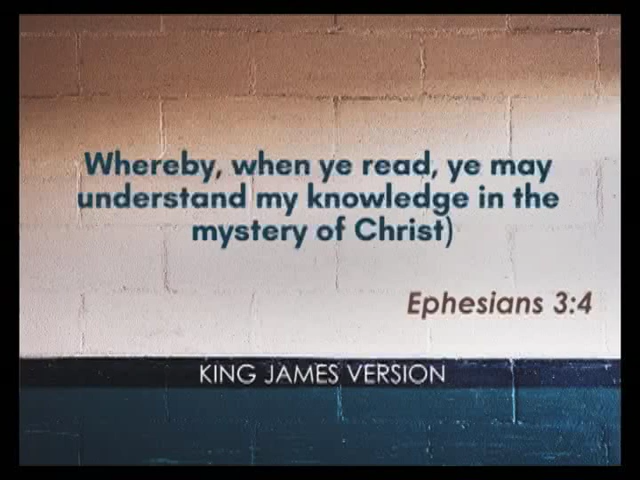 Whereby, when ye read, ye may
understand my knowledge in the
mystery of Christ)
Ephesians 3:4
KING JAMES VERSION